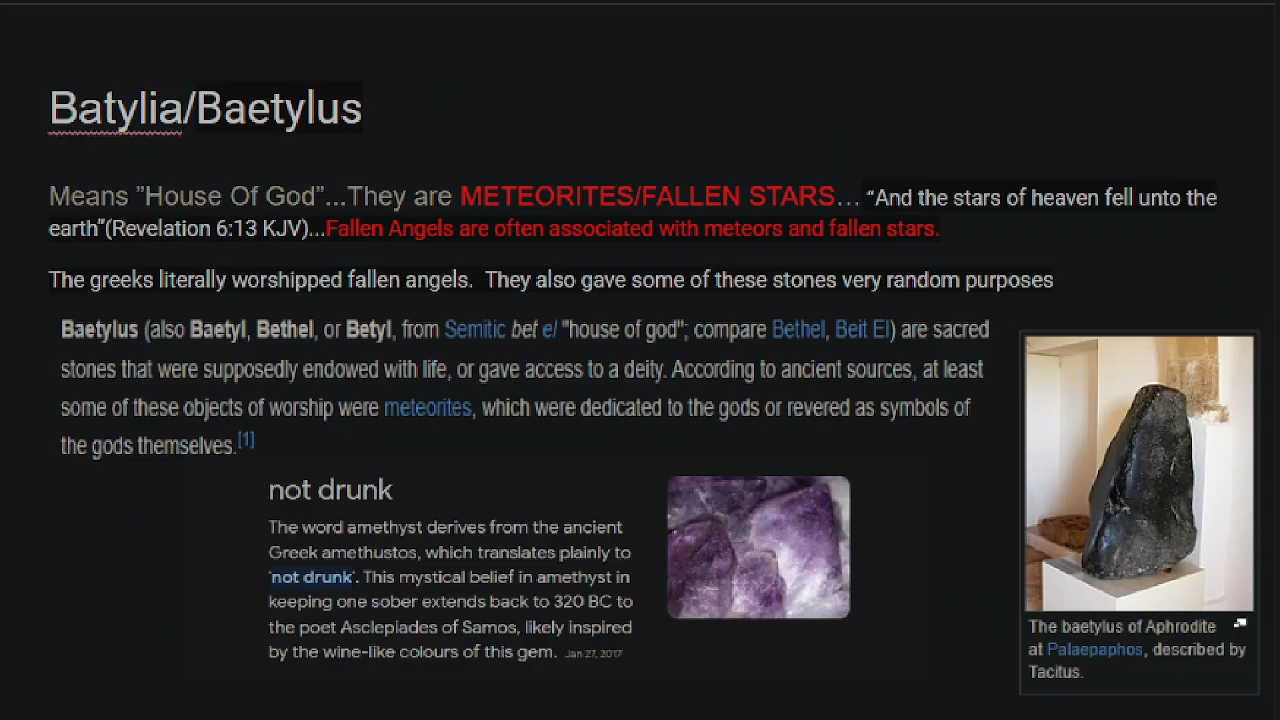 Batylia/Baetylus
Means ”House Of God”...They are METEORITES/FALLEN STARS… “And the stars of heaven fell unto the
earth”(Revelation 6:13 KJV)...Fallen Angels are often associated with meteors and fallen stars.
The greeks literally worshipped fallen angels.  They also gave some of these stones very random purposes
Baetylus (also Baetyl, Bethel, or Betyl, from Semitic bet el "house of god"; compare Bethel, Beit El) are sacred
stones that were supposedly endowed with life, or gave access to a deity. According to ancient sources, at least
some of these objects of worship were meteorites, which were dedicated to the gods or revered as symbols of
the gods themselves.[1]
not drunk
The word amethyst derives from the ancient
Greek amethustos, which translates plainly to
'not drunk'. This mystical belief in amethyst in
keeping one sober extends back to 320 BC to
the poet Asclepiades of Samos, likely inspired
by the wine-like colours of this gem. Jan 27, 2017
The baetylus of Aphrodite
at Palaepaphos, described by
Tacitus.